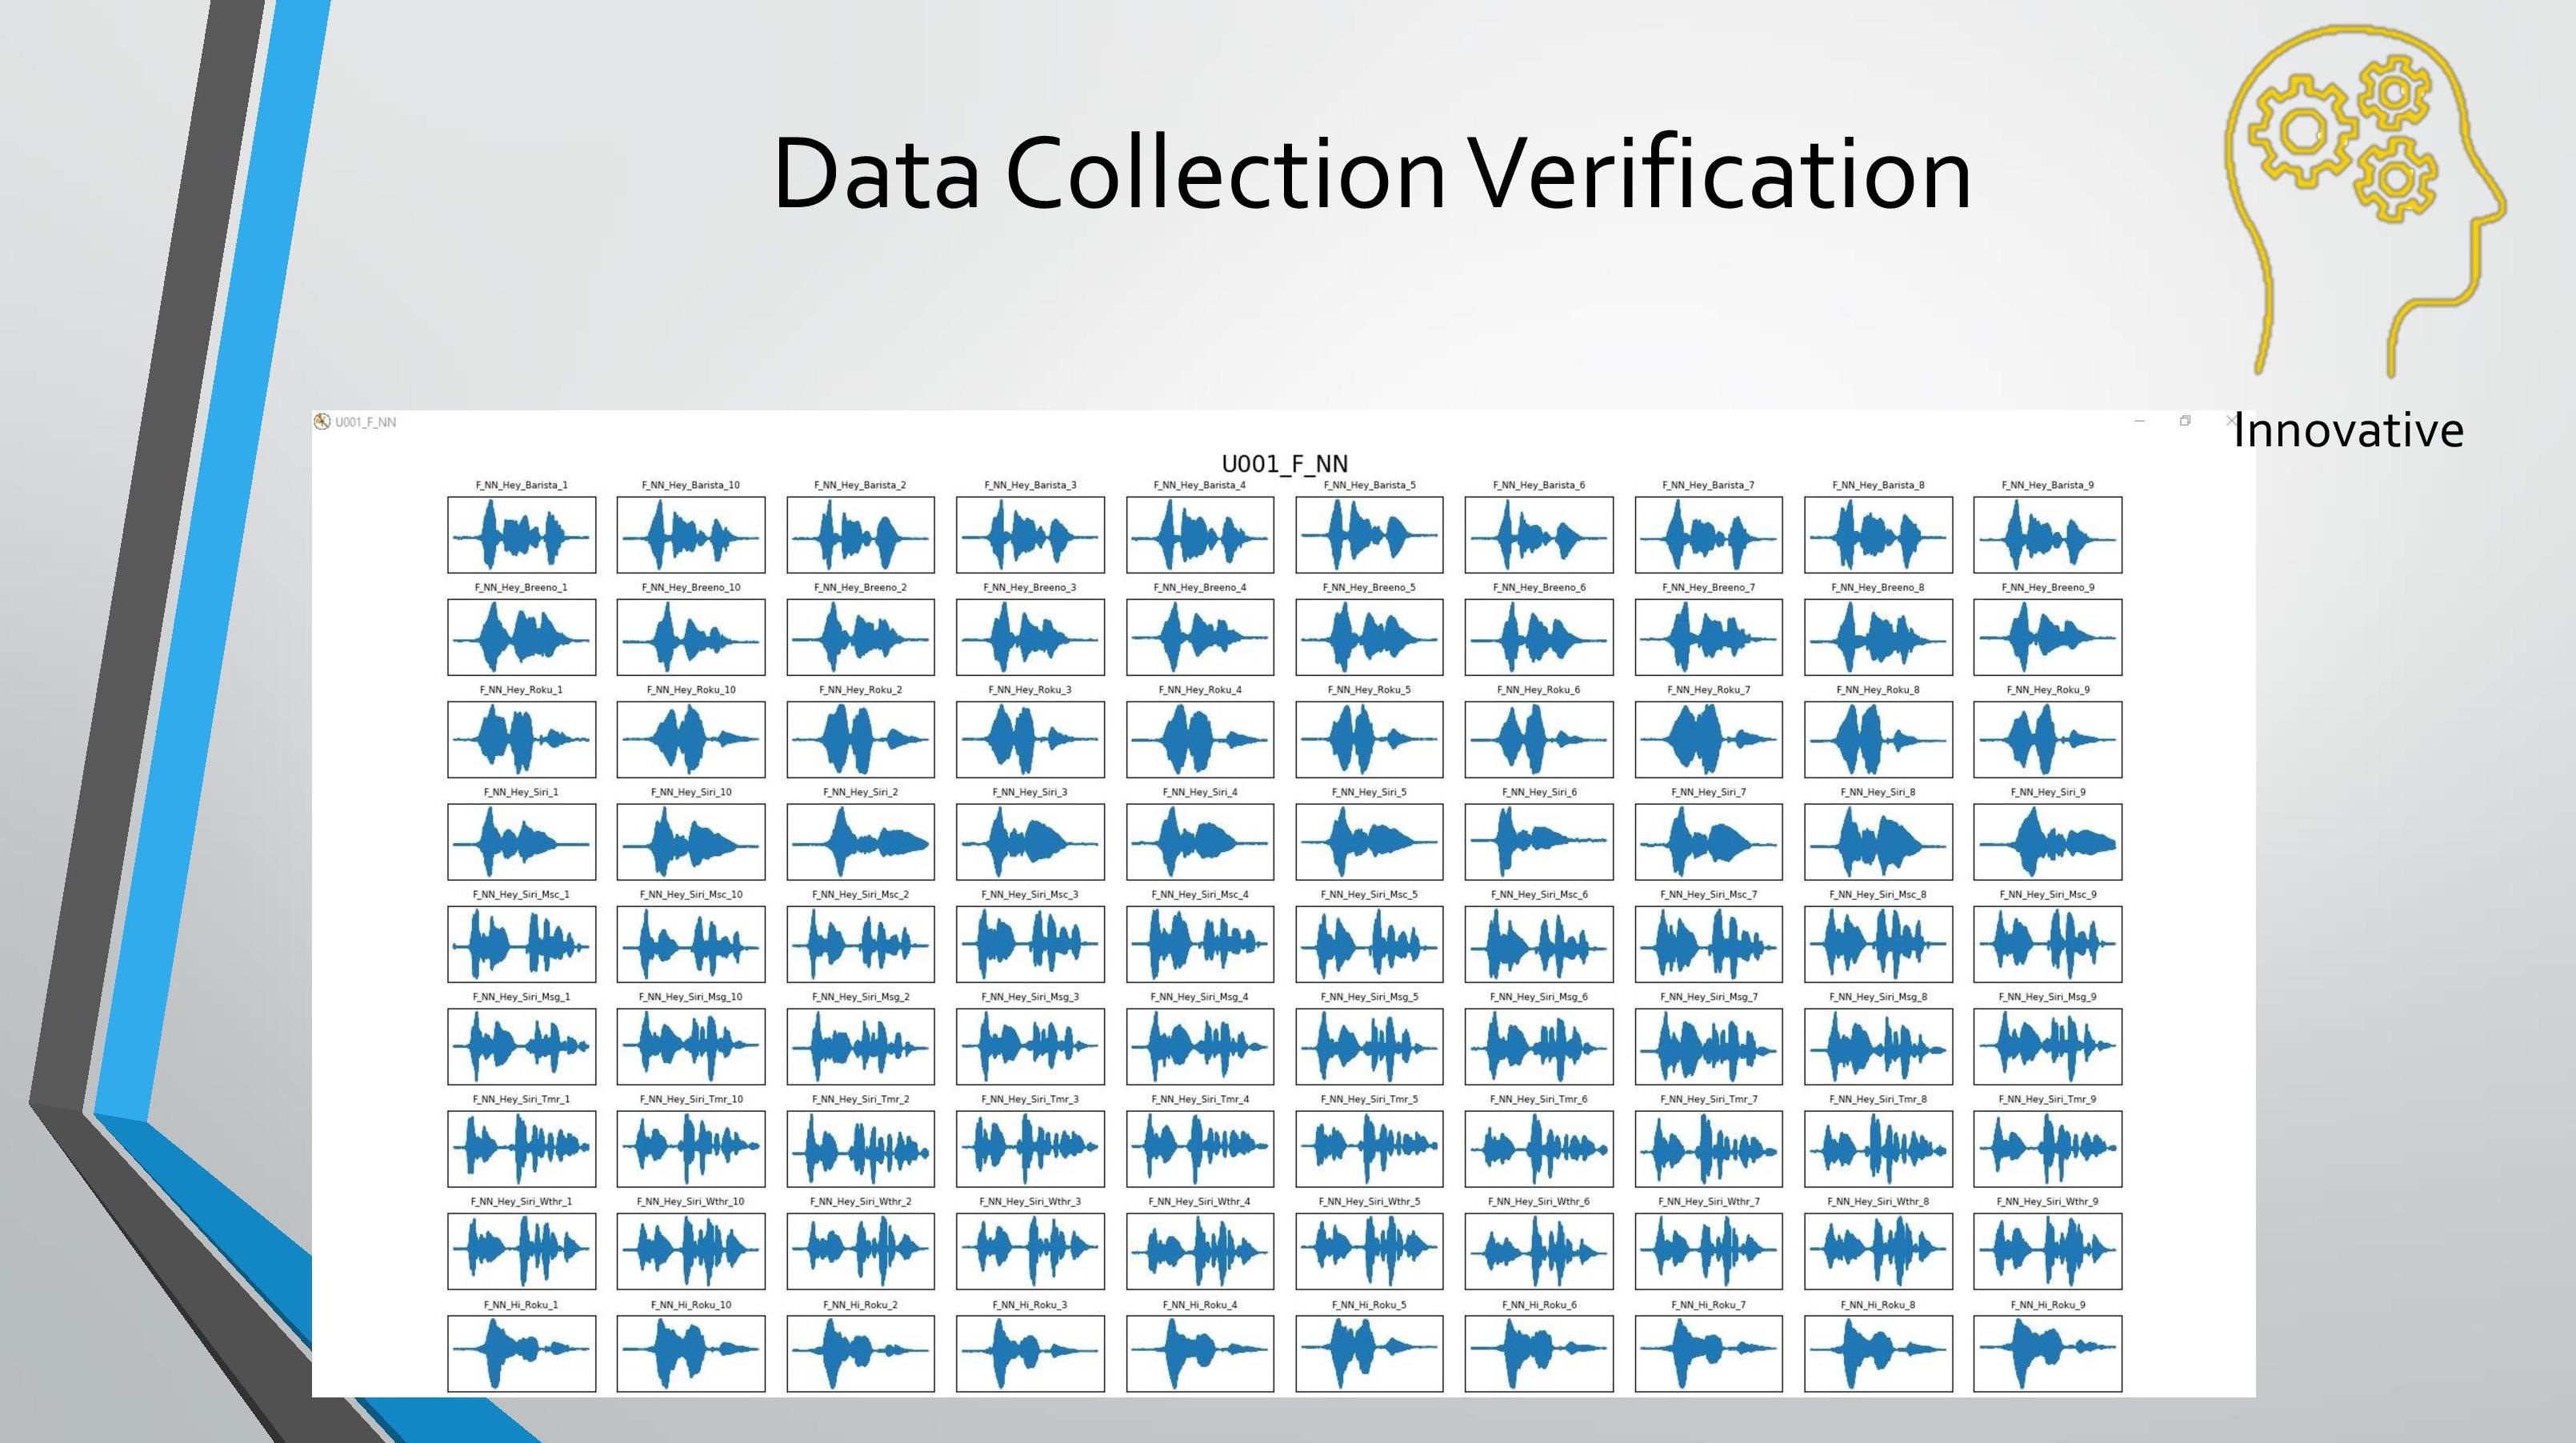 Data Collection Verification
Innovative
U001_F_NN
U001_F_NN
F_NN_Hey_Barista_1 F_NN_Hey_Barista_10 F_NN_Hey_Barista_2 F_NN_Hey_Barista_3 F_NN_Hey_Barista_4 F_NN_Hey_Barista_5 F_NN_Hey_Barista_6 F_NN_Hey_Barista_7 F_NN_Hey_Barista_8 F_NN_Hey_Barista_9
F_NN_Hey_Breeno_1 F_NN_Hey_Breeno_10 F_NN_Hey_Breeno_2 F_NN_Hey_Breeno_3 F_NN_Hey_Breeno_4 F_NN_Hey_Breeno_5 F_NN_Hey_Breeno_6 F_NN_Hey_Breeno_7 F_NN_Hey_Breeno_8 F_NN_Hey_Breeno_9
F_NN_Hey_Roku_1 F_NN_Hey_Roku_10 F_NN_Hey_Roku_2 F_NN_Hey_Roku_3 F_NN_Hey_Roku_4 F_NN_Hey_Roku_5 F_NN_Hey_Roku_6 F_NN_Hey_Roku_7 F_NN_Hey_Roku_8 F_NN_Hey_Roku_9
F_NN_Hey_Siri_1 F_NN_Hey_Siri_10 F_NN_Hey_Siri_2 F_NN_Hey_Siri_3 F_NN_Hey_Siri_4 F_NN_Hey_Siri_5 F_NN_Hey_Siri_6 F_NN_Hey_Siri_7 F_NN_Hey_Siri_8 F_NN_Hey_Siri_9
F_NN_Hey_Siri_Msc_1 F_NN_Hey_Siri_Msc_10 F_NN_Hey_Siri_Msc_2 F_NN_Hey_Siri_Msc_3 F_NN_Hey_Siri_Msc_4 F_NN_Hey_Siri_Msc_5 F_NN_Hey_Siri_Msc_6 F_NN_Hey_Siri_Msc_7 F_NN_Hey_Siri_Msc_8 F_NN_Hey_Siri_Msc_9
F_NN_Hey_Siri_Msg_1 F_NN_Hey_Siri_Msg_10 F_NN_Hey_Siri_Msg_2 F_NN_Hey_Siri_Msg_3 F_NN_Hey_Siri_Msg_4 F_NN_Hey_Siri_Msg_5 F_NN_Hey_Siri_Msg_6 F_NN_Hey_Siri_Msg_7 F_NN_Hey_Siri_Msg_8 F_NN_Hey_Siri_Msg_9
F_NN_Hey_Siri_Tmr_1 F_NN_Hey_Siri_Tmr_10 F_NN_Hey_Siri_Tmr_2 F_NN_Hey_Siri_Tmr_3 F_NN_Hey_Siri_Tmr_4 F_NN_Hey_Siri_Tmr_5 F_NN_Hey_Siri_Tmr_6 F_NN_Hey_Siri_Tmr_7 F_NN_Hey_Siri_Tmr_8 F_NN_Hey_Siri_Tmr_9
F_NN_Hey_Siri_Wthr_1 F_NN_Hey_Siri_Wthr_10 F_NN_Hey_Siri_Wthr_2 F_NN_Hey_Siri_Wthr_3 F_NN_Hey_Siri_Wthr_4 F_NN_Hey_Siri_Wthr_5 F_NN_Hey_Siri_Wthr_6 F_NN_Hey_Siri_Wthr_7 F_NN_Hey_Siri_Wthr_8 F_NN_Hey_Siri_Wthr_9
F_NN_Hi_Roku_1 F_NN_Hi_Roku_10 F_NN_Hi_Roku_2 F_NN_Hi_Roku_3 F_NN_Hi_Roku_4 F_NN_Hi_Roku_5 F_NN_Hi_Roku_6 F_NN_Hi_Roku_7 F_NN_Hi_Roku_8 F_NN_Hi_Roku_9